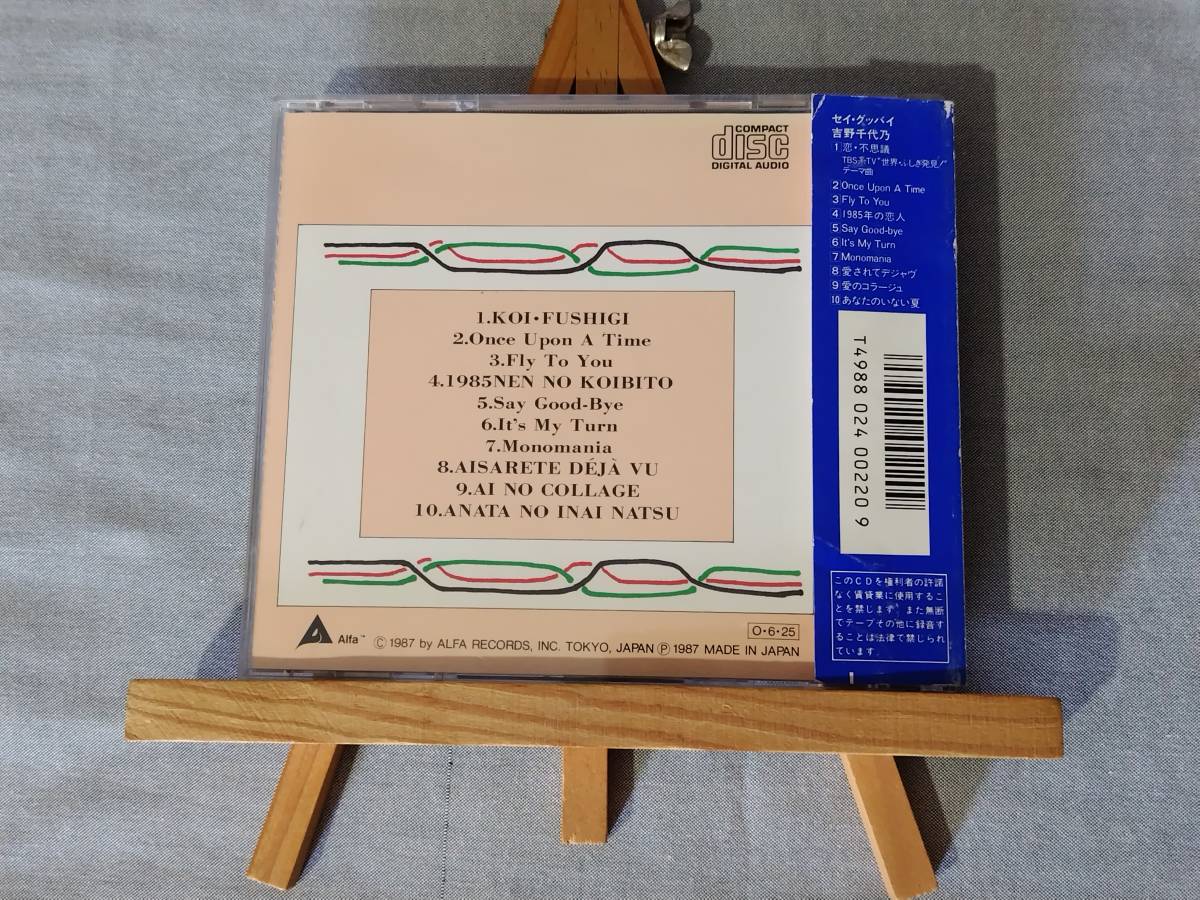 COMPACT
disc
DIGITAL AUDIO
1.KOI・FUSHIGI
2.Once Upon A Time
3.Fly To You
4.1985NEN NO KOIBITO
5.Say Good-Bye
6.It's My Turn
7.Monomania
8.AISARETE DÉJÀ VU
9.AI NO COLLAGE
10.ANATA NO INAI NATSU
Alfa™
Ⓒ1987 by ALFA RECORDS, INC. TOKYO, JAPAN Ⓟ 1987 MADE IN JAPAN
O・6・25
セイ・グッバイ
吉野千代乃
1 恋・不思議
TBS系TV"世界・ふしぎ発見!"
テーマ曲
2 Once Upon A Time
3 Fly To You
4 1985年の恋人
5 Say Good-bye
6 It's My Turn
7 Monomania
8 愛されてデジャヴ
9 愛のコラージュ
10 あなたのいない夏
T4988 024 00220 9
このCDを権利者の許諾
なく賃貸業に使用するこ
とを禁じます。また無断
でテープその他に録音す
ることは法律で禁じられ
ています。